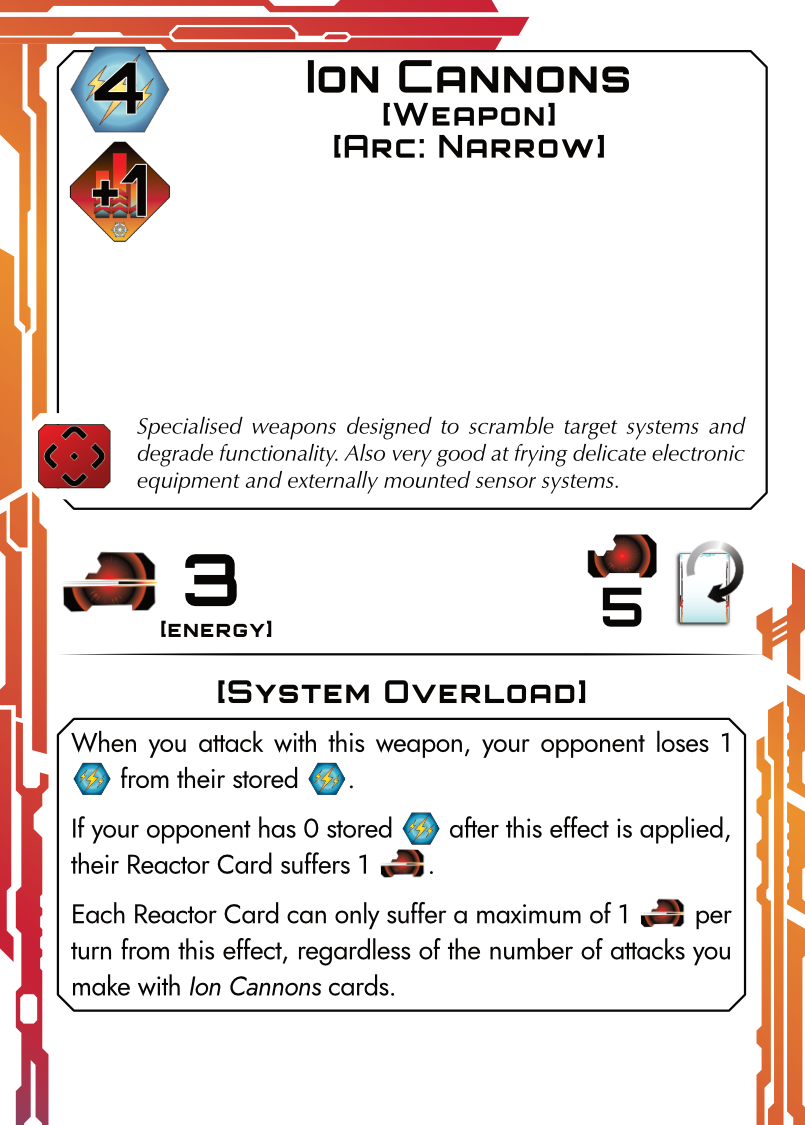 4
Ion Cannons
[Weapon]
[Arc: Narrow]
+1
Specialised weapons designed to scramble target systems and
degrade functionality. Also very good at frying delicate electronic
equipment and externally mounted sensor systems.
3
[energy]
5
[System Overload]
When you attack with this weapon, your opponent loses 1
from their stored .
If your opponent has 0 stored after this effect is applied,
their Reactor Card suffers 1 .
Each Reactor Card can only suffer a maximum of 1 per
turn from this effect, regardless of the number of attacks you
make with Ion Cannons cards.